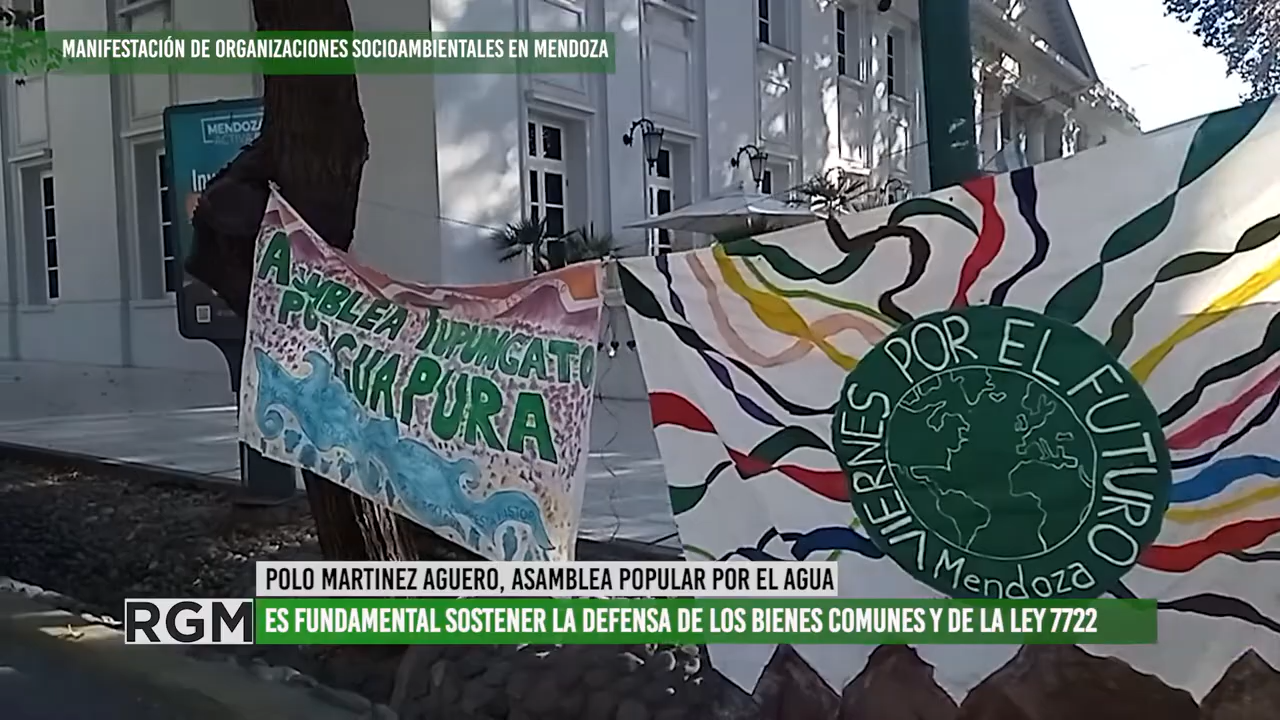 MANIFESTACIÓN DE ORGANIZACIONES SOCIOAMBIENTALES EN MENDOZA
MENDOZA
ACTIVA
ASMBLEA TUPUNGATO
POR AGUA PURA
VIERNES POR EL FUTURO
Mendoza
POLO MARTINEZ AGUERO, ASAMBLEA POPULAR POR EL AGUA
RGM
ES FUNDAMENTAL SOSTENER LA DEFENSA DE LOS BIENES COMUNES Y DE LA LEY 7722